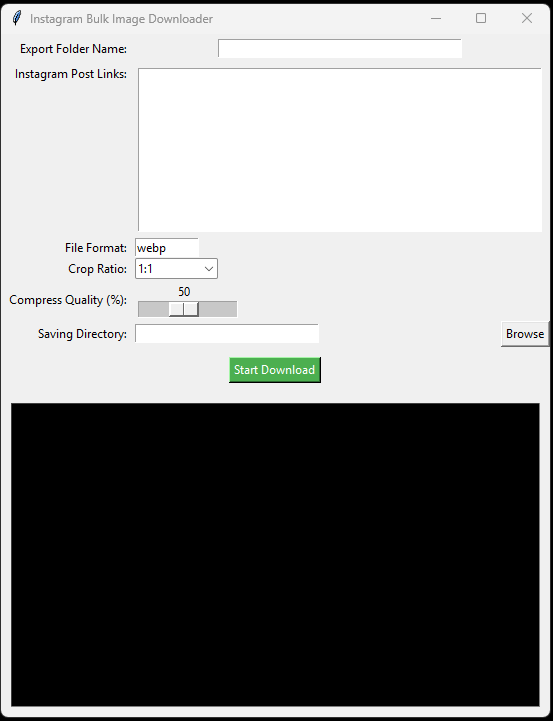 Instagram Bulk Image Downloader
Export Folder Name:
Instagram Post Links:
File Format: webp
Crop Ratio: 1:1
50
Compress Quality (%):
Saving Directory: Browse
Start Download